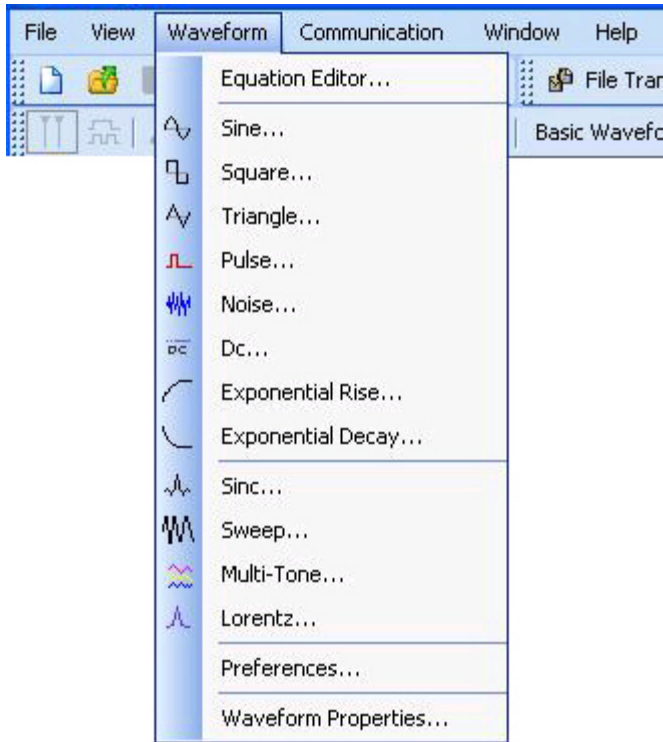 File View Waveform Communication Window Help
Equation Editor... File Tran
Sine... Basic Wavefo
Square...
Triangle...
Pulse...
Noise...
DC Dc...
Exponential Rise...
Exponential Decay...
Sinc...
Sweep...
Multi-Tone...
Lorentz...
Preferences...
Waveform Properties...